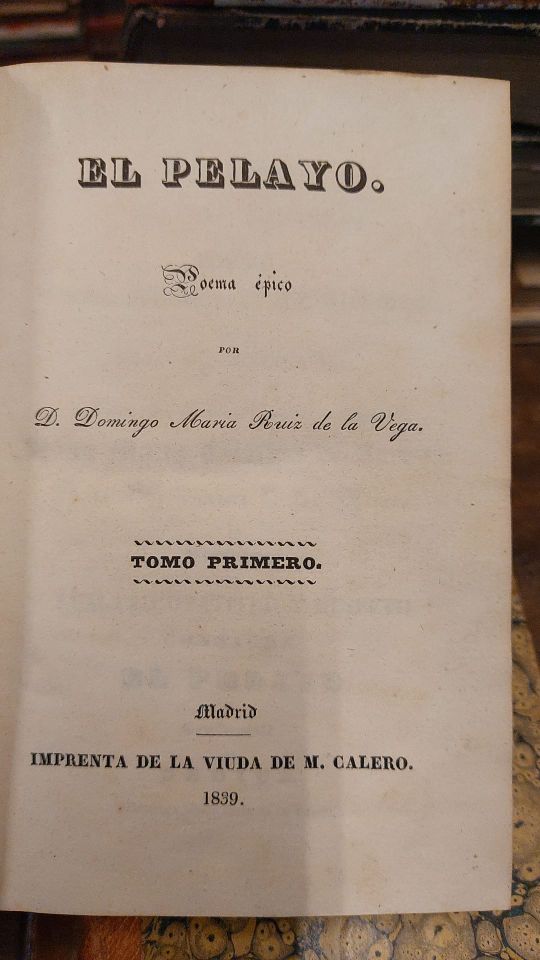 EL PELAYO.
Poema épico
POR
D. Domingo Maria Ruiz de la Vega.
TOMO PRIMERO.
Madrid
IMPRENTA DE LA VIUDA DE M. CALERO.
1839.